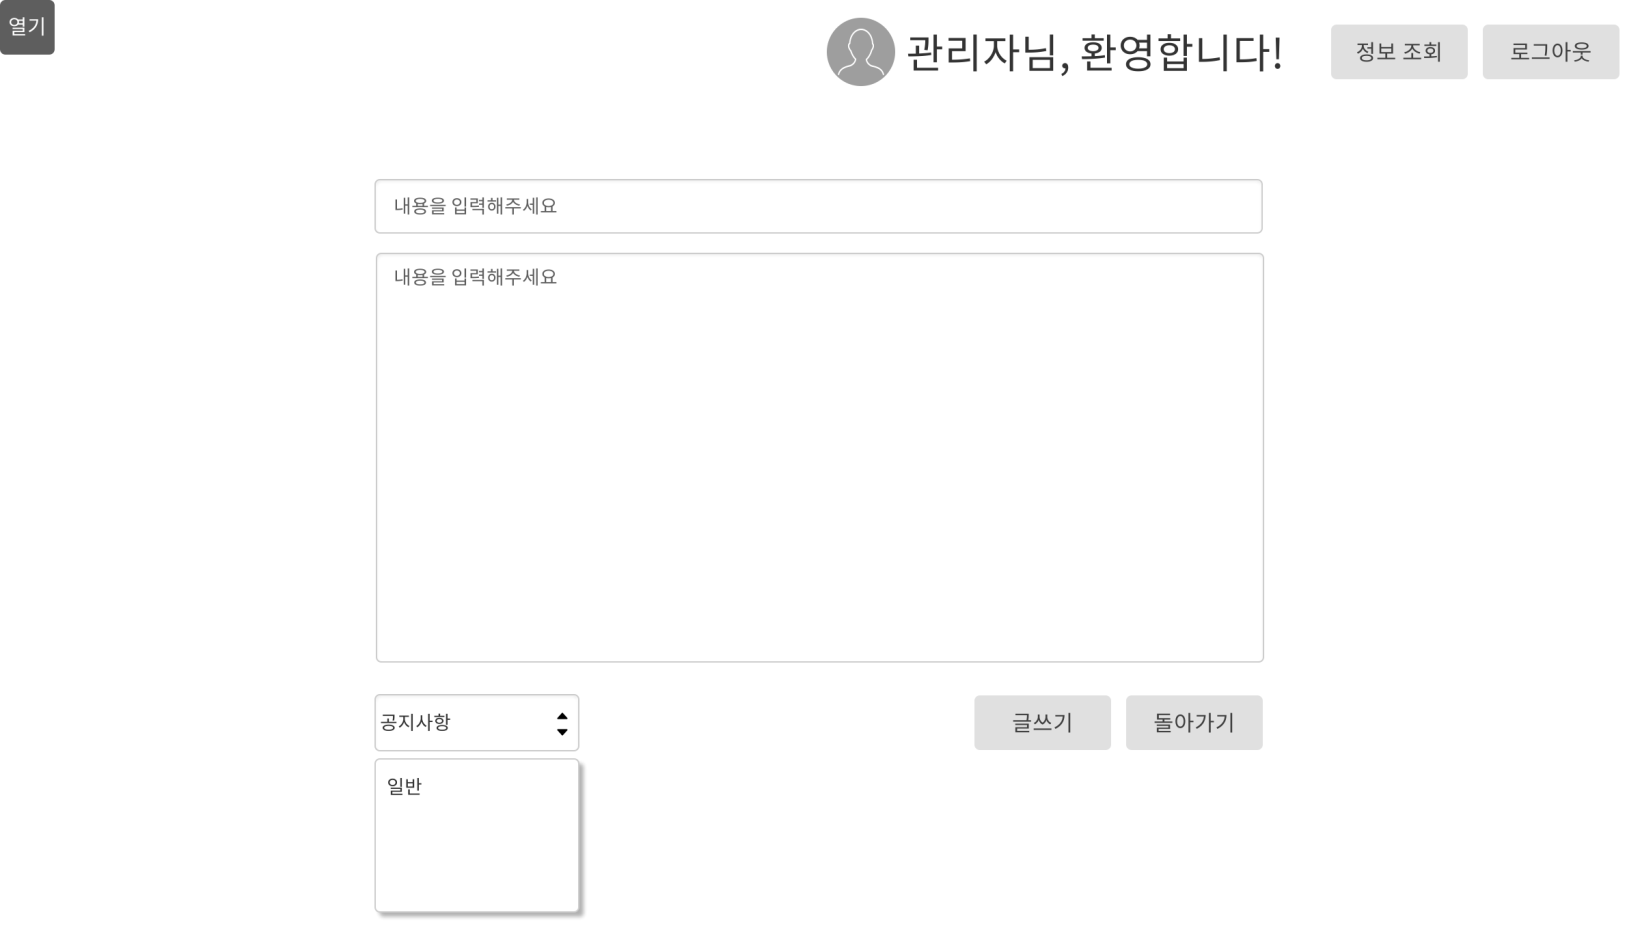 열기
관리자님, 환영합니다!
정보 조회
로그아웃
내용을 입력해주세요
내용을 입력해주세요
공지사항
글쓰기
돌아가기
일반